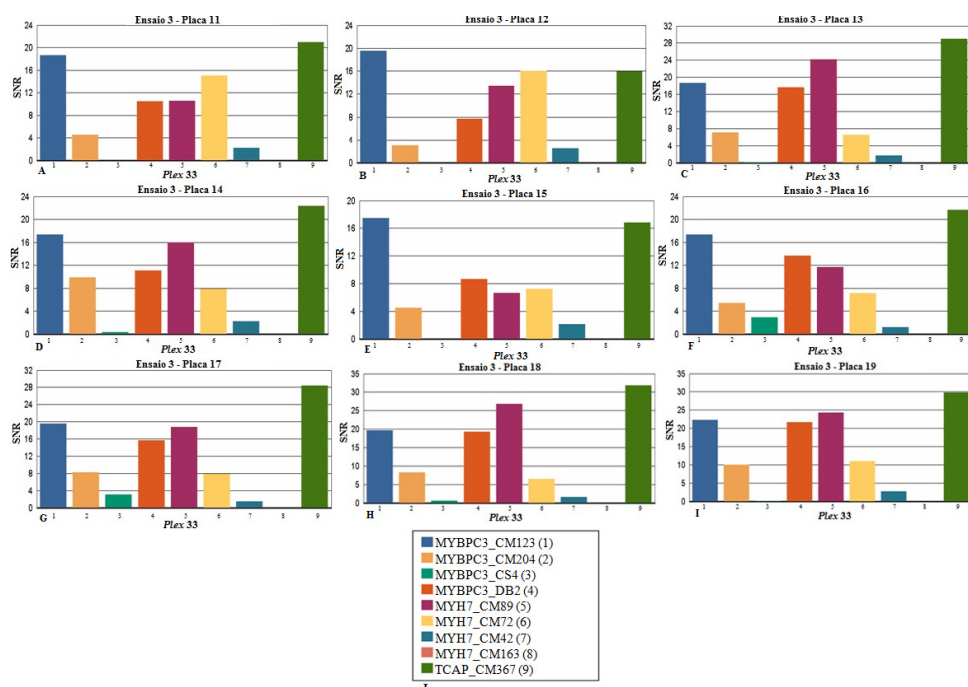 Ensaio 3 - Placa 11
24
20
16
12
8
4
0
SNR
1 2 3 4 5 6 7 8 9
A
Plex 33
Ensaio 3 - Placa 12
24
20
16
12
8
4
0
SNR
1 2 3 4 5 6 7 8 9
B
Plex 33
Ensaio 3 - Placa 13
32
28
24
20
16
12
8
4
0
SNR
1 2 3 4 5 6 7 8 9
C
Plex 33
Ensaio 3 - Placa 14
24
20
16
12
8
4
0
SNR
1 2 3 4 5 6 7 8 9
D
Plex 33
Ensaio 3 - Placa 15
20
16
12
8
4
0
SNR
1 2 3 4 5 6 7 8 9
E
Plex 33
Ensaio 3 - Placa 16
24
20
16
12
8
4
0
SNR
1 2 3 4 5 6 7 8 9
F
Plex 33
Ensaio 3 - Placa 17
32
28
24
20
16
12
8
4
0
SNR
1 2 3 4 5 6 7 8 9
G
Plex 33
Ensaio 3 - Placa 18
35
30
25
20
15
10
5
0
SNR
1 2 3 4 5 6 7 8 9
H
Plex 33
Ensaio 3 - Placa 19
35
30
25
20
15
10
5
0
SNR
1 2 3 4 5 6 7 8 9
I
Plex 33
MYBPC3_CM123 (1)
MYBPC3_CM204 (2)
MYBPC3_CS4 (3)
MYBPC3_DB2 (4)
MYH7_CM89 (5)
MYH7_CM72 (6)
MYH7_CM42 (7)
MYH7_CM163 (8)
TCAP_CM367 (9)